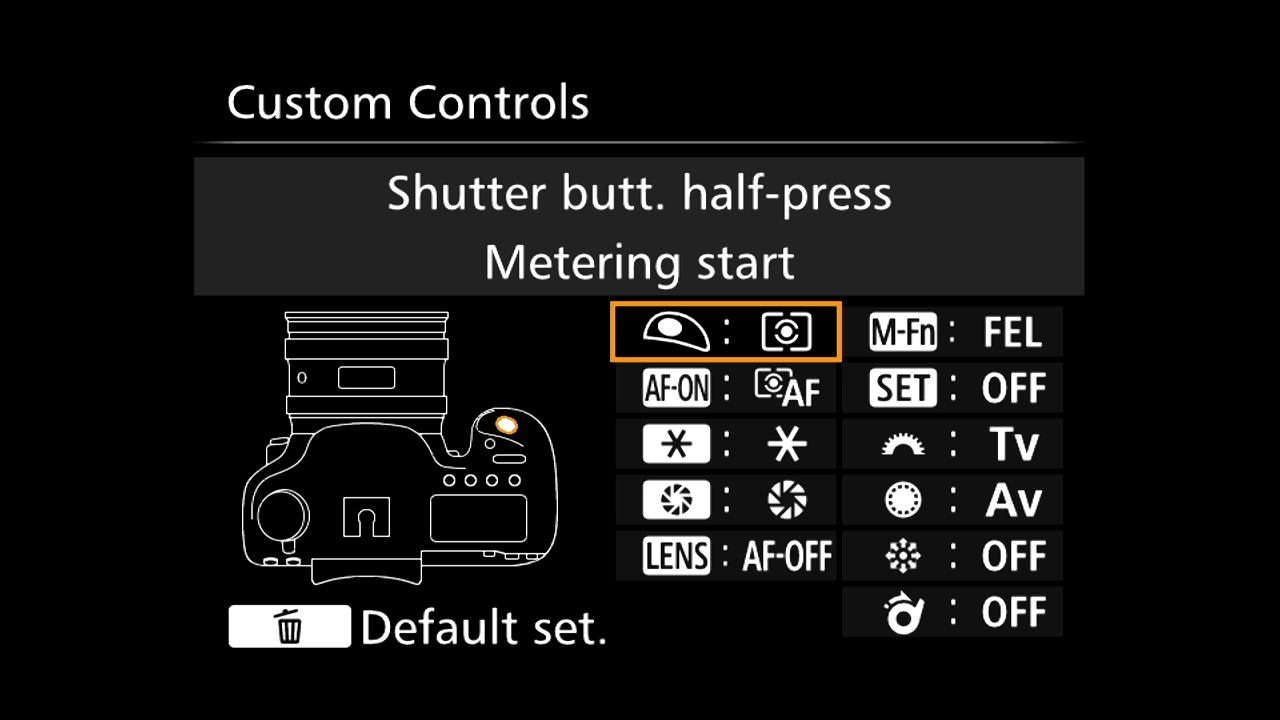 Custom Controls
Shutter butt. half-press
Metering start
: M-Fn : FEL
AF-ON : AF SET : OFF
: : Tv
: : Av
LENS : AF-OFF : OFF
: OFF
Default set.